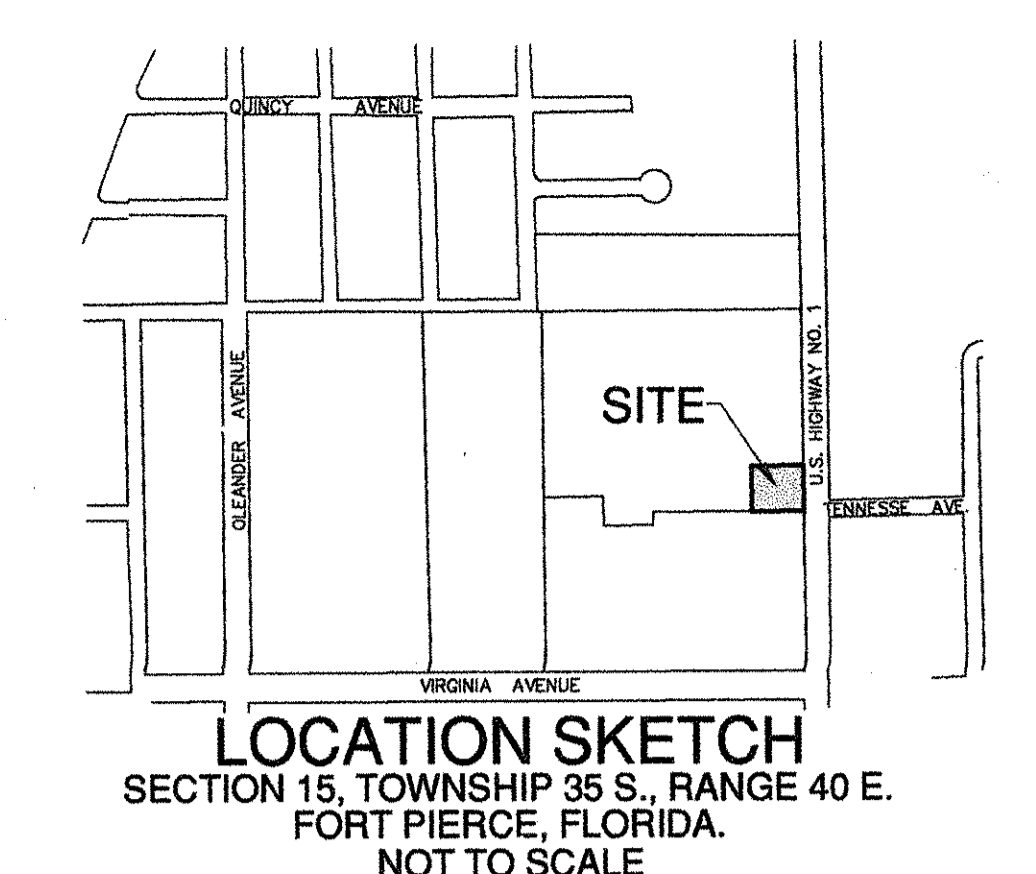 QUINCY AVENUE
OLEANDER AVENUE
U.S. HIGHWAY NO. 1
SITE
TENNESSE AVE.
VIRGINIA AVENUE
LOCATION SKETCH
SECTION 15, TOWNSHIP 35 S., RANGE 40 E.
FORT PIERCE, FLORIDA.
NOT TO SCALE